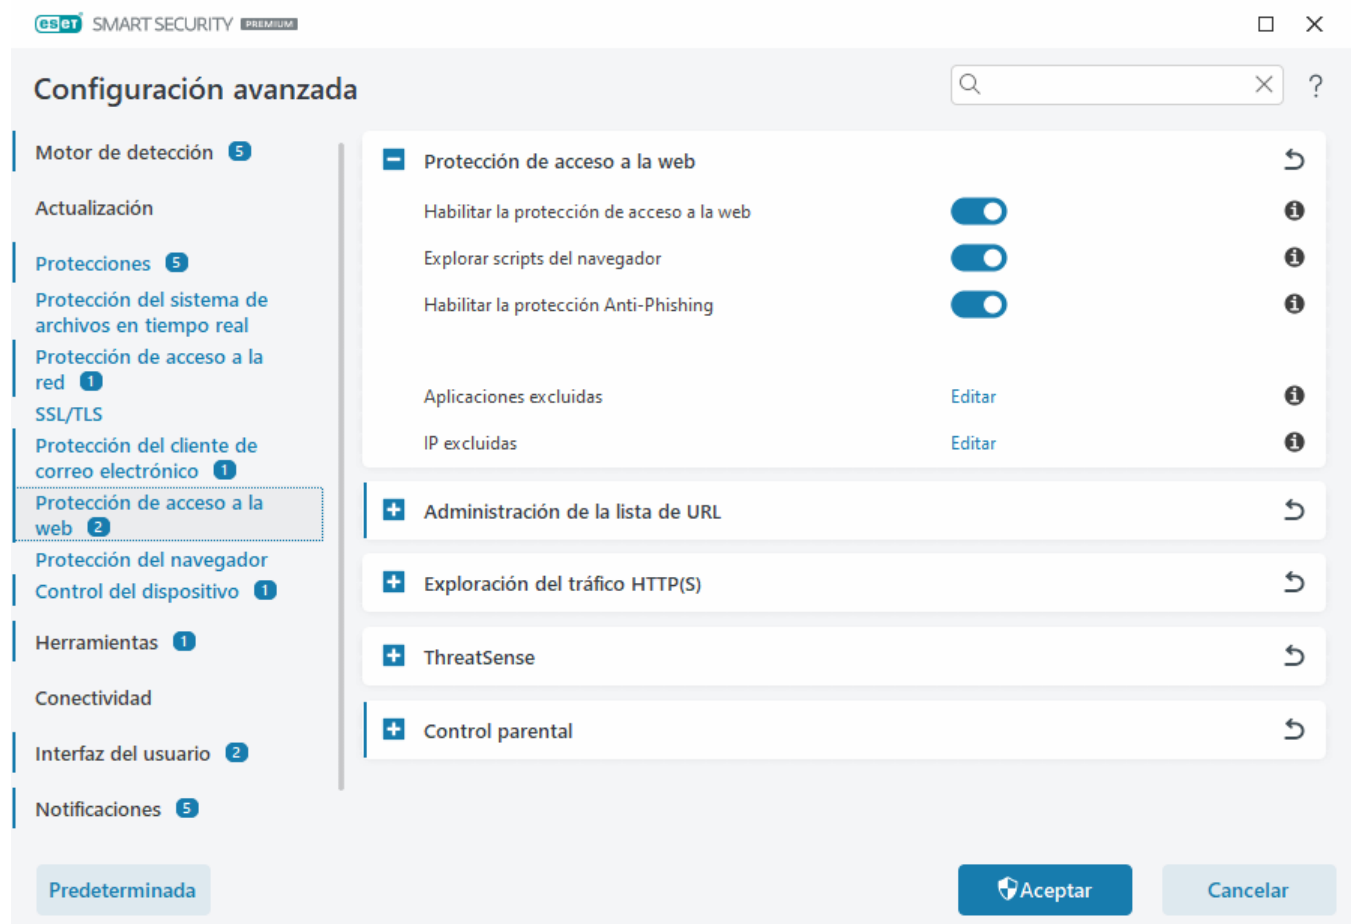 eset SMART SECURITY PREMIUM
Configuración avanzada
?
Motor de detección 5
Actualización
Protecciones 5
Protección del sistema de
archivos en tiempo real
Protección de acceso a la
red 1
SSL/TLS
Protección del cliente de
correo electrónico 1
Protección de acceso a la
web 2
Protección del navegador
Control del dispositivo 1
Herramientas 1
Conectividad
Interfaz del usuario 2
Notificaciones 5
Protección de acceso a la web
Habilitar la protección de acceso a la web
Explorar scripts del navegador
Habilitar la protección Anti-Phishing
Aplicaciones excluidas Editar
IP excluidas Editar
Administración de la lista de URL
Exploración del tráfico HTTP(S)
ThreatSense
Control parental
Predeterminada
Aceptar
Cancelar